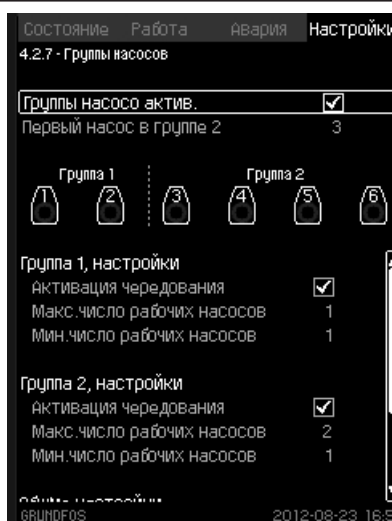 Состояние Работа Авария Настройки
4.2.7 - Группы насосов
Группы насосо актив.
Первый насос в группе 2 3
Группа 1 Группа 2
1 2 3 4 5 6
Группа 1, настройки
Активация чередования
Макс.число рабочих насосов 1
Мин.число рабочих насосов 1
Группа 2, настройки
Активация чередования
Макс.число рабочих насосов 2
Мин.число рабочих насосов 1
GRUNDFOS 2012-08-23